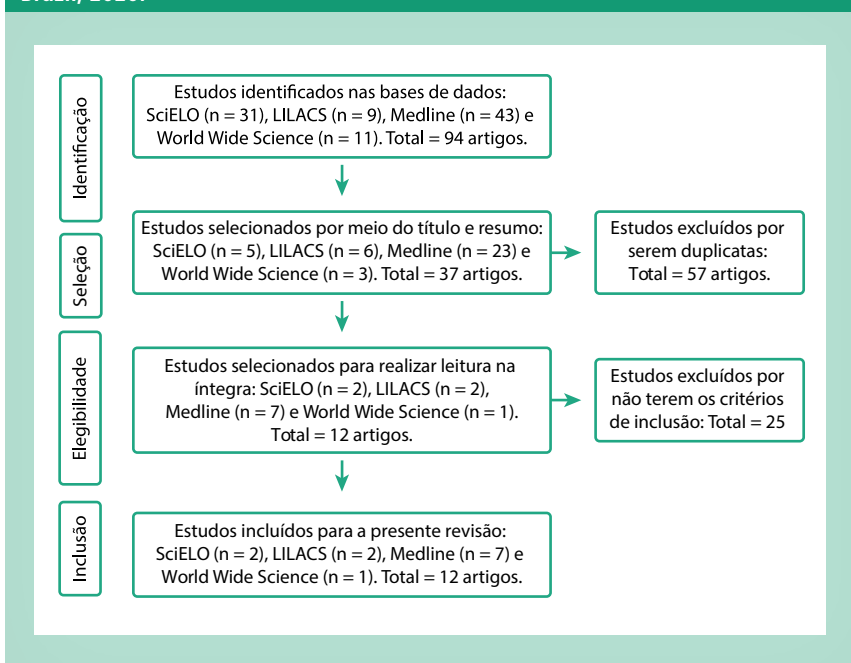 Brazil, 2020.
Identificação
Estudos identificados nas bases de dados:
SciELO (n = 31), LILACS (n = 9), Medline (n = 43) e
World Wide Science (n = 11). Total = 94 artigos.
Seleção
Estudos selecionados por meio do título e resumo:
SciELO (n = 5), LILACS (n = 6), Medline (n = 23) e
World Wide Science (n = 3). Total = 37 artigos.
Estudos excluídos por
serem duplicatas:
Total = 57 artigos.
Elegibilidade
Estudos selecionados para realizar leitura na
íntegra: SciELO (n = 2), LILACS (n = 2),
Medline (n = 7) e World Wide Science (n = 1).
Total = 12 artigos.
Estudos excluídos por
não terem os critérios
de inclusão: Total = 25
Inclusão
Estudos incluídos para a presente revisão:
SciELO (n = 2), LILACS (n = 2), Medline (n = 7) e
World Wide Science (n = 1). Total = 12 artigos.